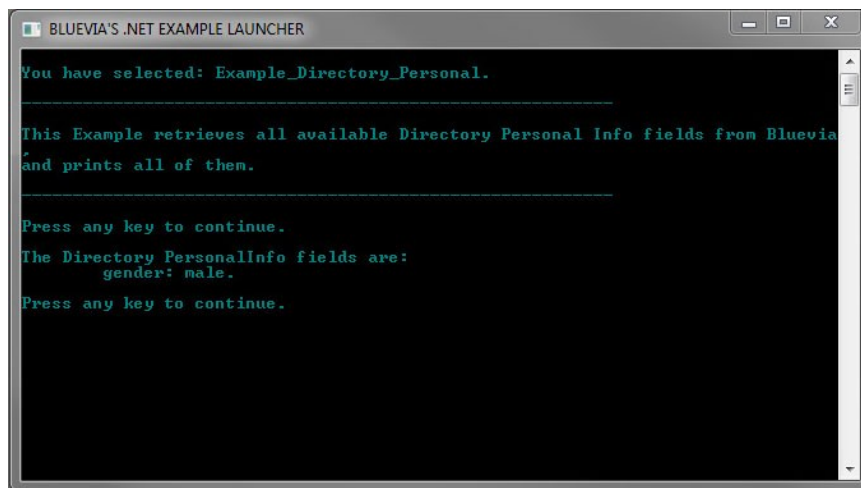 BLUEVIA'S .NET EXAMPLE LAUNCHER
You have selected: Example_Directory_Personal.
This Example retrieves all available Directory Personal Info fields from Bluevia
,
and prints all of them.
Press any key to continue.
The Directory PersonalInfo fields are:
gender: male.
Press any key to continue.